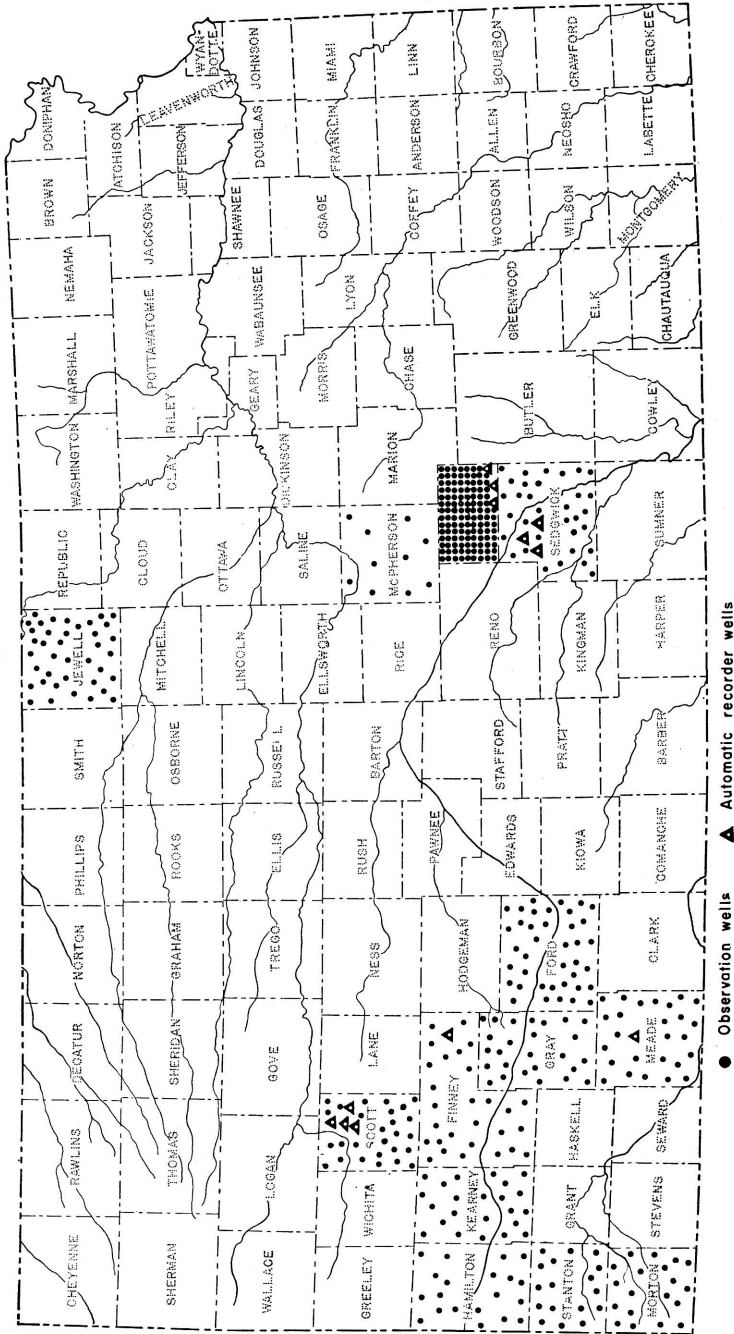 CHEYENNE
RAWLINS
DECATUR
NORTON
PHILLIPS
SMITH
JEWELL
REPUBLIC
WASHINGTON
MARSHALL
NEMAHA
BROWN
DONIPHAN
SHERMAN
THOMAS
SHERIDAN
GRAHAM
ROOKS
OSBORNE
MITCHELL
CLOUD
CLAY
RILEY
POTTAWATOMIE
JACKSON
ATCHISON
JEFFERSON
LEAVENWORTH
WYAN-
DOTTE
WALLACE
LOGAN
GOVE
TREGO
ELLIS
RUSSELL
LINCOLN
OTTAWA
DICKINSON
GEARY
WABAUNSEE
SHAWNEE
DOUGLAS
JOHNSON
GREELEY
WICHITA
SCOTT
LANE
NESS
RUSH
BARTON
ELLSWORTH
SALINE
RICE
MCPHERSON
MARION
MORRIS
CHASE
LYON
OSAGE
FRANKLIN
MIAMI
COFFEY
ANDERSON
LINN
HAMILTON
KEARNEY
FINNEY
HODGEMAN
PAWNEE
STAFFORD
RENO
SEDGWICK
BUTLER
GREENWOOD
WOODSON
ALLEN
BOURBON
STANTON
GRANT
HASKELL
GRAY
FORD
EDWARDS
KIOWA
PRATT
KINGMAN
ELK
WILSON
NEOSHO
CRAWFORD
MORTON
STEVENS
SEWARD
MEADE
CLARK
COMANCHE
BARBER
HARPER
SUMNER
COWLEY
CHAUTAUQUA
MONTGOMERY
LABETTE
CHEROKEE
Observation wells
Automatic recorder wells